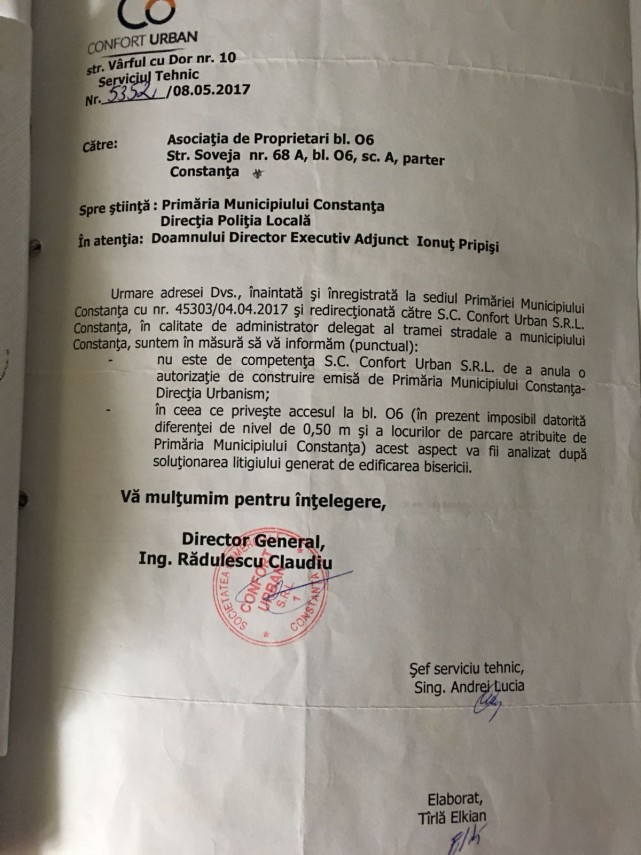 CONFORT URBAN
str. Vârful cu Dor nr. 10
Serviciul Tehnic
Nr. 5352 /08.05.2017
Către: Asociaţia de Proprietari bl. O6
Str. Soveja nr. 68 A, bl. O6, sc. A, parter
Constanţa *
Spre ştiinţă : Primăria Municipiului Constanţa
Direcţia Poliţia Locală
În atenţia: Doamnului Director Executiv Adjunct Ionuţ Pripişi
Urmare adresei Dvs., înaintată şi înregistrată la sediul Primăriei Municipiului
Constanţa cu nr. 45303/04.04.2017 şi redirecţionată către S.C. Confort Urban S.R.L.
Constanţa, în calitate de administrator delegat al tramei stradale a municipiului
Constanţa, suntem în măsură să vă informăm (punctual):
- nu este de competenţa S.C. Confort Urban S.R.L. de a anula o
autorizaţie de construire emisă de Primăria Municipiului Constanţa-
Direcţia Urbanism;
- în ceea ce priveşte accesul la bl. O6 (în prezent imposibil datorită
diferenţei de nivel de 0,50 m şi a locurilor de parcare atribuite de
Primăria Municipiului Constanţa) acest aspect va fii analizat după
soluţionarea litigiului generat de edificarea bisericii.
Vă mulţumim pentru înţelegere,
Director General,
Ing. Rădulescu Claudiu
CONFORT
URBAN
S.R.L.
1
SOCIETATEA
CONSTANŢA
Şef serviciu tehnic,
Sing. Andrei Lucia
Elaborat,
Tîrlă Elkian